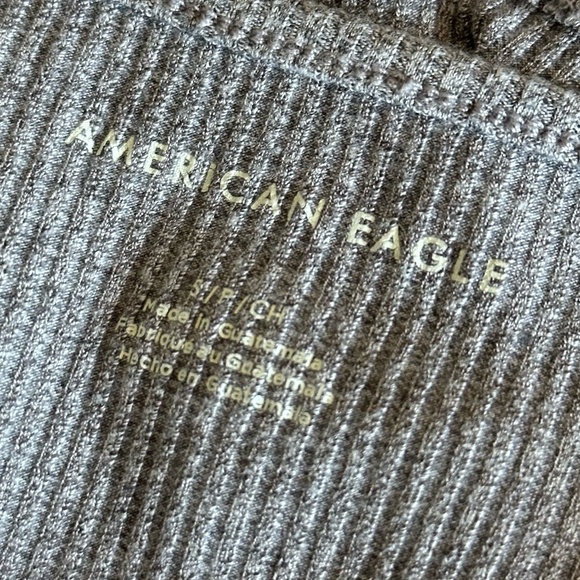 AMERICAN EAGLE
S/P/CH
Made in Guatemala
Fabriqué au Guatemala
Hecho en Guatemala